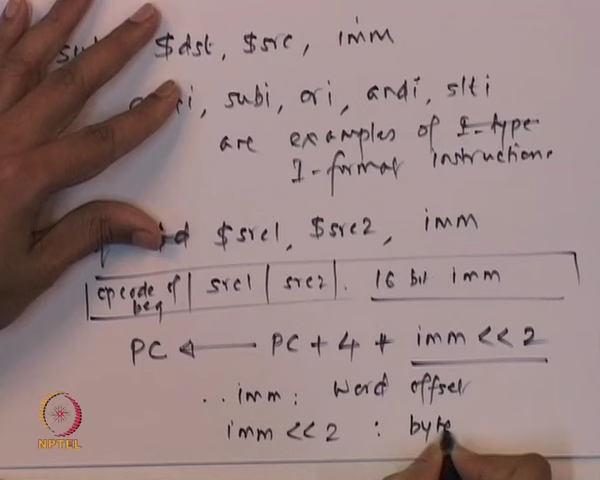 $dst, $src, imm
subi, ori, andi, slti
are examples of I-type
I-format instructions
$src1, $src2, imm
opcode of beq | src1 | src2 | 16 bit imm
PC ← PC + 4 + imm << 2
imm : Word offset
imm << 2 : byte
NPTEL